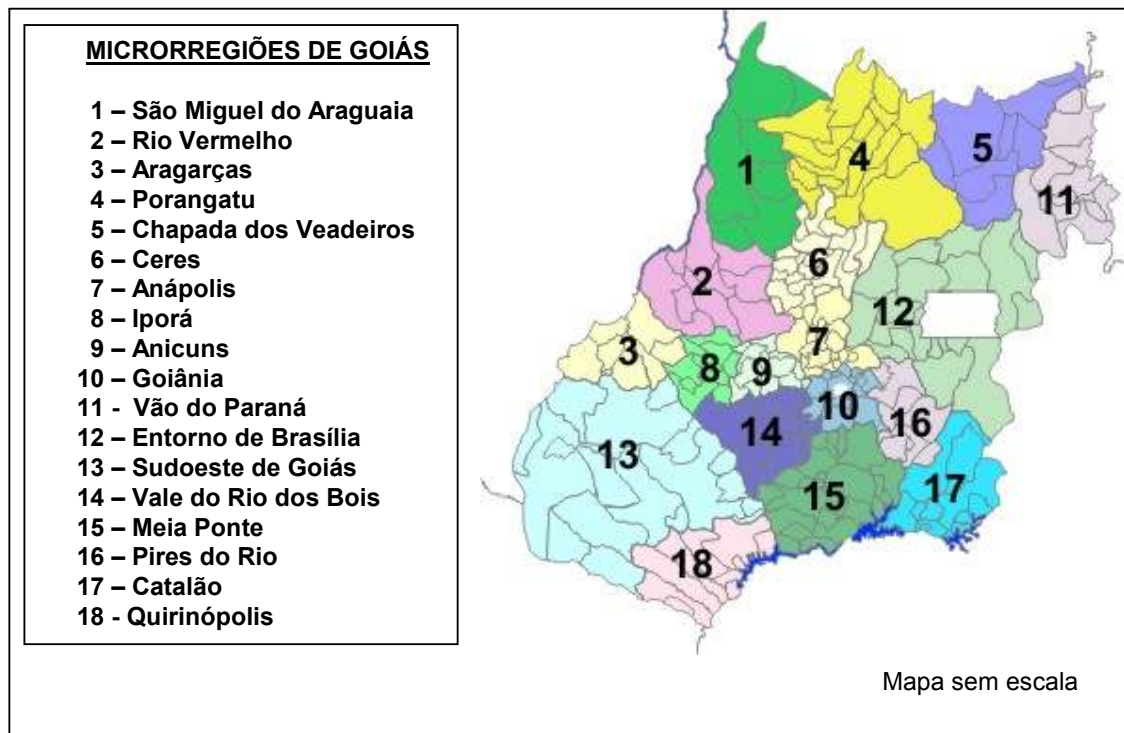 MICRORREGIÕES DE GOIÁS
1 – São Miguel do Araguaia
2 – Rio Vermelho
3 – Aragarças
4 – Porangatu
5 – Chapada dos Veadeiros
6 – Ceres
7 – Anápolis
8 – Iporá
9 – Anicuns
10 – Goiânia
11 - Vão do Paraná
12 – Entorno de Brasília
13 – Sudoeste de Goiás
14 – Vale do Rio dos Bois
15 – Meia Ponte
16 – Pires do Rio
17 – Catalão
18 - Quirinópolis
1
4
5
11
2
6
12
3
8
9
7
14
10
16
13
15
17
18
Mapa sem escala